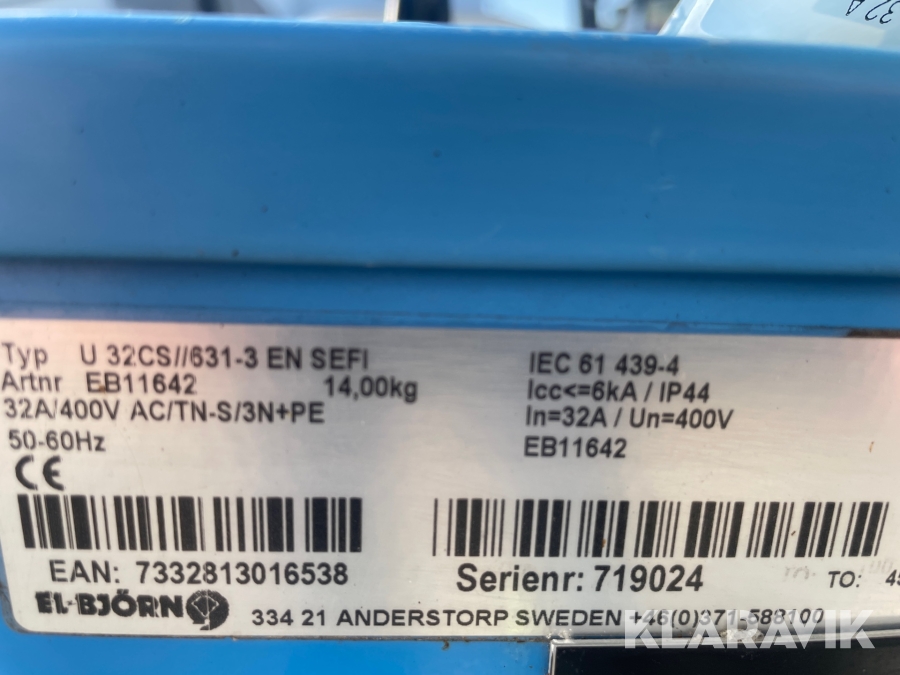 32A
Typ U 32CS//631-3 EN SEFI
Artnr EB11642 14,00kg
32A/400V AC/TN-S/3N+PE
50-60Hz
CE
IEC 61 439-4
Icc<=6kA / IP44
In=32A / Un=400V
EB11642
EAN: 7332813016538
Serienr: 719024
TO: 45
EL-BJÖRN
334 21 ANDERSTORP SWEDEN +46(0)371-588100
KLARAVIK